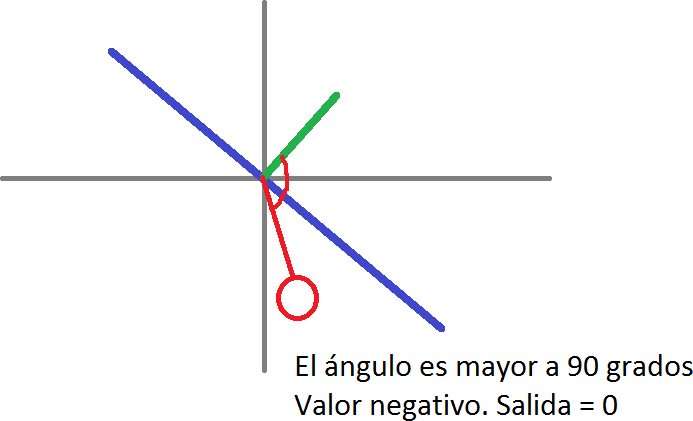 El ángulo es mayor a 90 grados
Valor negativo. Salida = 0